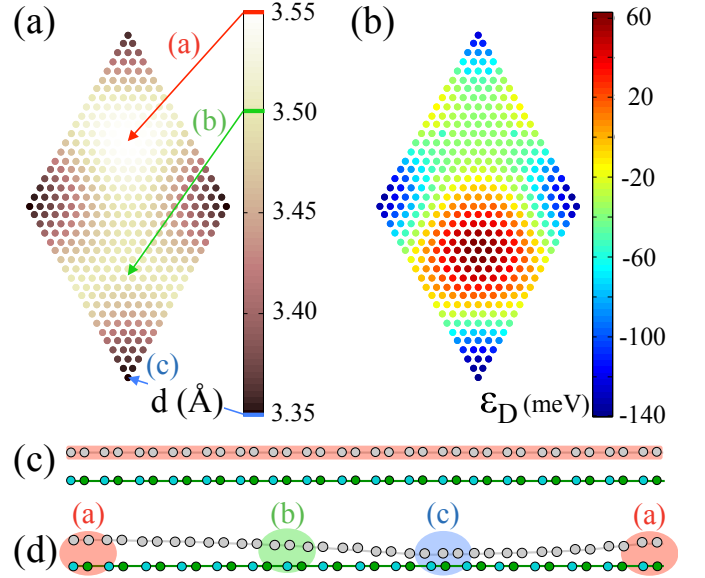 (a)
3.55
(a)
(b)
3.50
3.45
3.40
(c)
d (Å)
3.35
(b)
60
20
-20
-60
-100
ε_D (meV)
-140
(c)
(a)
(b)
(c)
(a)
(d)